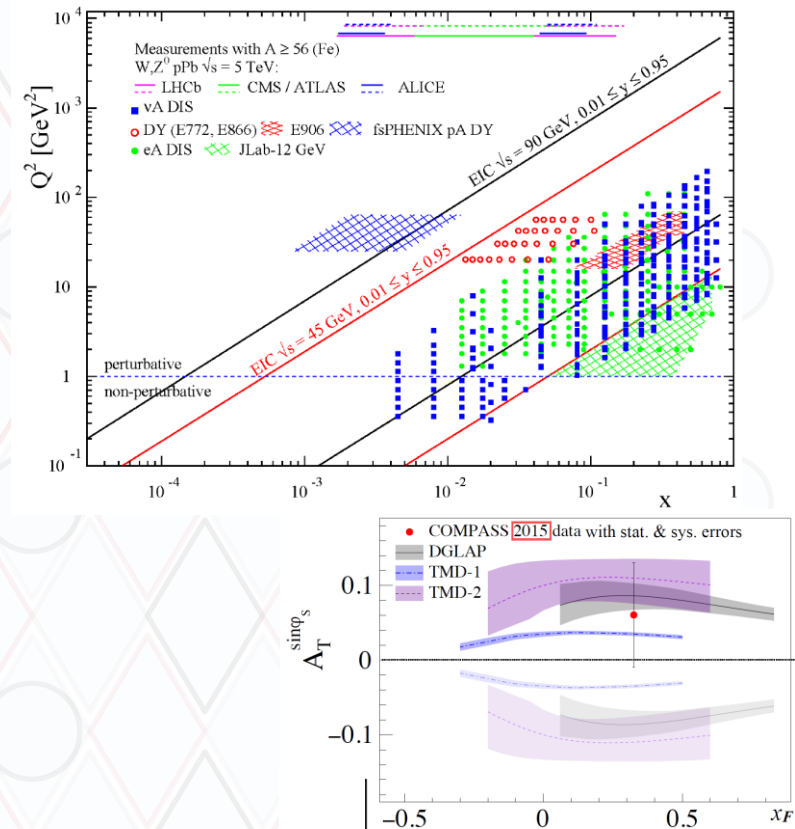 10⁴
Measurements with A ≥ 56 (Fe)
W,Z⁰ pPb √s = 5 TeV:
LHCb CMS / ATLAS ALICE
νA DIS
DY (E772, E866) E906 fsPHENIX pA DY
eA DIS JLab-12 GeV
Q² [GeV²]
10³
10²
10
1
10⁻¹
EIC √s = 90 GeV, 0.01 ≤ y ≤ 0.95
EIC √s = 45 GeV, 0.01 ≤ y ≤ 0.95
perturbative
non-perturbative
10⁻⁴ 10⁻³ 10⁻² 10⁻¹ 1
x
COMPASS 2015 data with stat. & sys. errors
DGLAP
TMD-1
TMD-2
A_T^{sinφ_S}
0.1
0
−0.1
−0.5 0 0.5 x_F